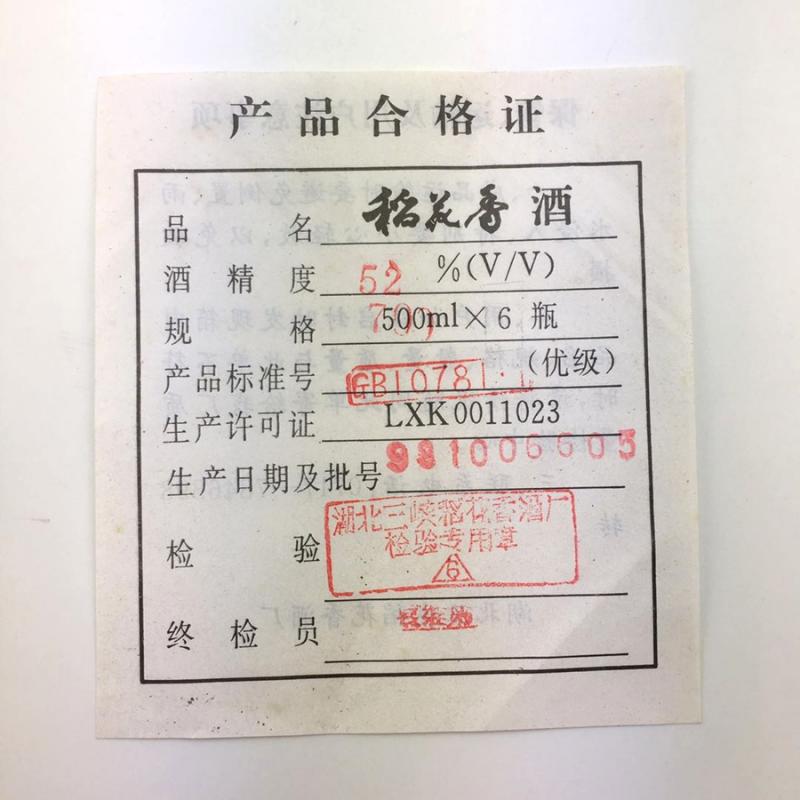 产品合格证
品名 稻花香酒
酒精度 52 %(V/V)
规格 500ml×6瓶
产品标准号 GB10781·1 (优级)
生产许可证 LXK0011023
生产日期及批号 981006605
检验 湖北三峡稻花香酒厂
检验专用章
6
终检员